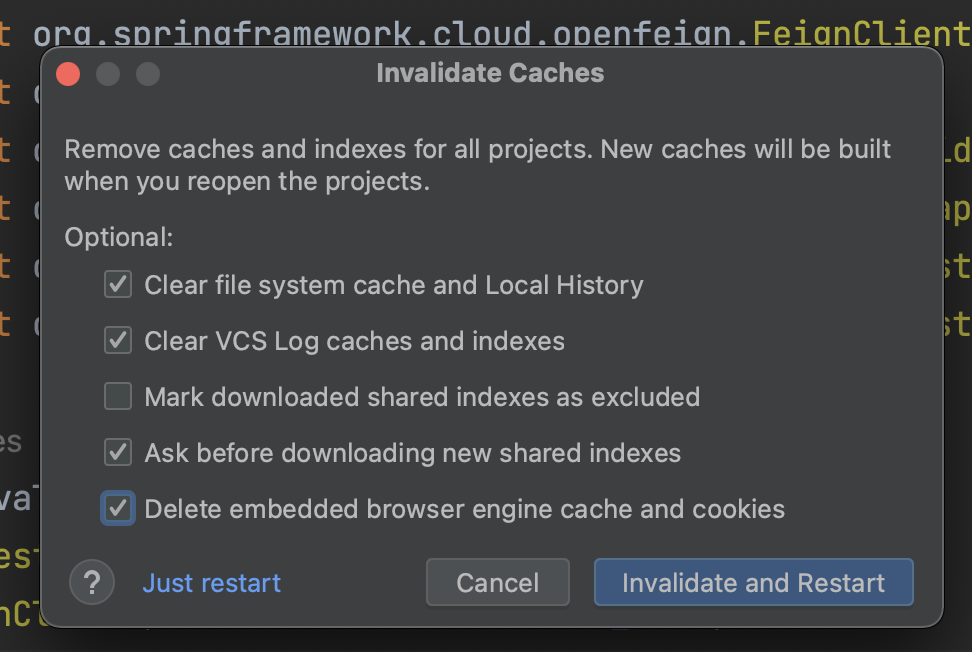 t org.springframework.cloud.openfeign.FeignClient
Invalidate Caches
Remove caches and indexes for all projects. New caches will be built
when you reopen the projects.
Optional:
Clear file system cache and Local History
Clear VCS Log caches and indexes
Mark downloaded shared indexes as excluded
Ask before downloading new shared indexes
Delete embedded browser engine cache and cookies
? Just restart Cancel Invalidate and Restart